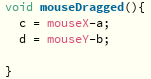 void mouseDragged(){
  c = mouseX-a;
  d = mouseY-b;

}